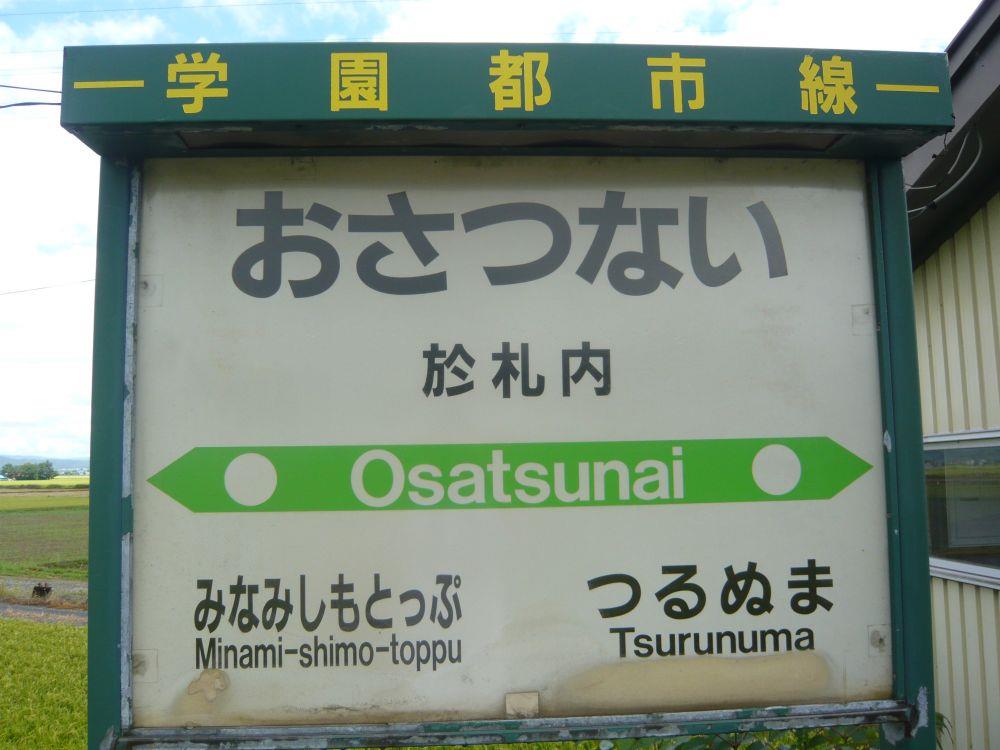 学園都市線
おさつない
於札内
Osatsunai
みなみしもとっぷ
Minami-shimo-toppu
つるぬま
Tsurunuma